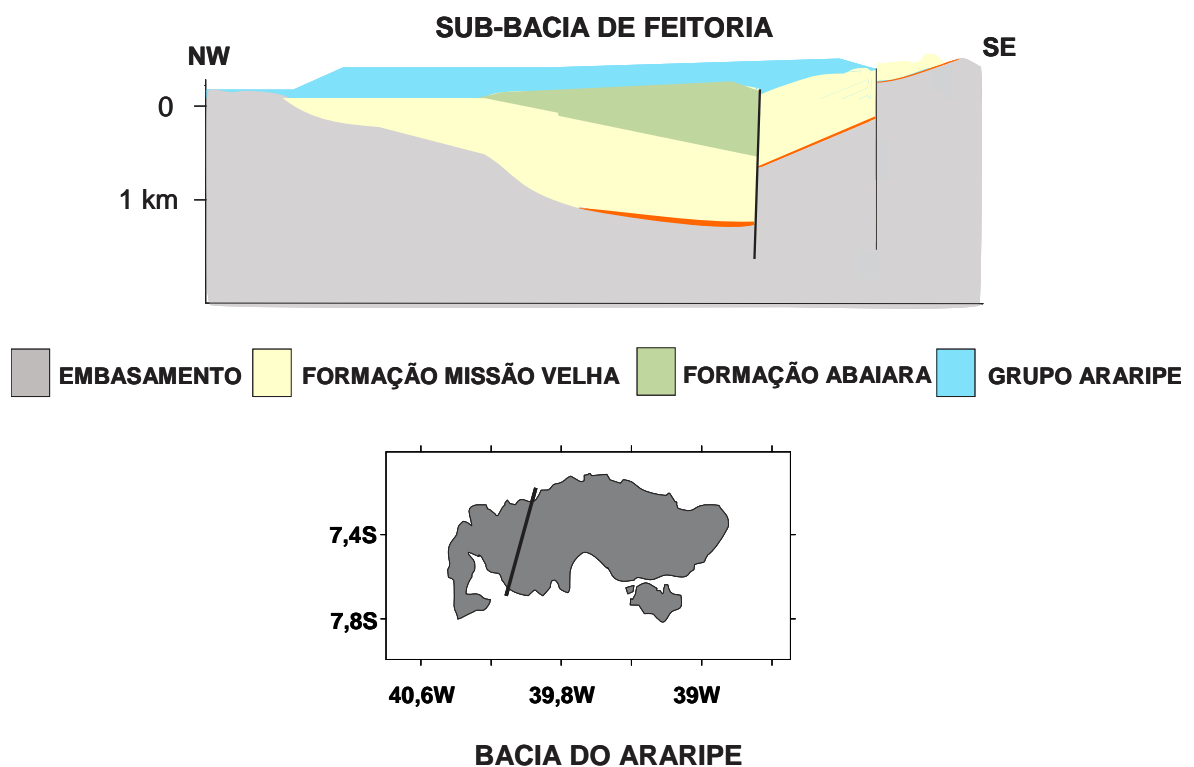 SUB-BACIA DE FEITORIA
NW
SE
0
1 km
EMBASAMENTO
FORMAÇÃO MISSÃO VELHA
FORMAÇÃO ABAIARA
GRUPO ARARIPE
7,4S
7,8S
40,6W
39,8W
39W
BACIA DO ARARIPE